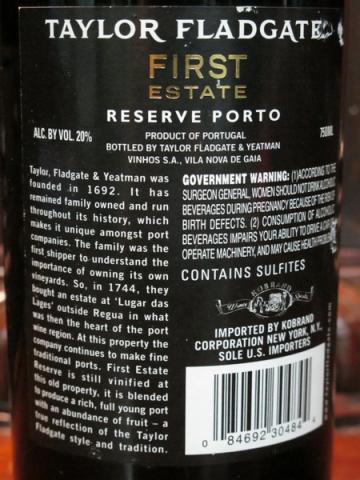 TAYLOR FLADGATE
FIRST
ESTATE
RESERVE PORTO
ALC. BY VOL. 20%
PRODUCT OF PORTUGAL
750ML
BOTTLED BY TAYLOR FLADGATE & YEATMAN
VINHOS S.A., VILA NOVA DE GAIA
Taylor, Fladgate & Yeatman was
founded in 1692. It has
remained family owned and run
throughout its history, which
makes it unique amongst port
companies. The family was the
first shipper to understand the
importance of owning its own
vineyards. So, in 1744, they
bought an estate at 'Lugar das
Lages' outside Regua in what
was then the heart of the port
wine region. At this property the
company continues to make fine
traditional ports. First Estate
Reserve is still vinified at
this old property, it is blended
to produce a rich, full young port
with an abundance of fruit – a
true reflection of the Taylor
Fladgate style and tradition.
GOVERNMENT WARNING: (1) ACCORDING TO THE
SURGEON GENERAL, WOMEN SHOULD NOT DRINK ALCOHOLIC
BEVERAGES DURING PREGNANCY BECAUSE OF THE RISK OF
BIRTH DEFECTS. (2) CONSUMPTION OF ALCOHOLIC
BEVERAGES IMPAIRS YOUR ABILITY TO DRIVE A CAR
OPERATE MACHINERY, AND MAY CAUSE HEALTH
CONTAINS SULFITES
KOBRAND
IMPORTED BY KOBRAND
CORPORATION NEW YORK, N.Y.
SOLE U.S. IMPORTERS
0 84692 30484 4